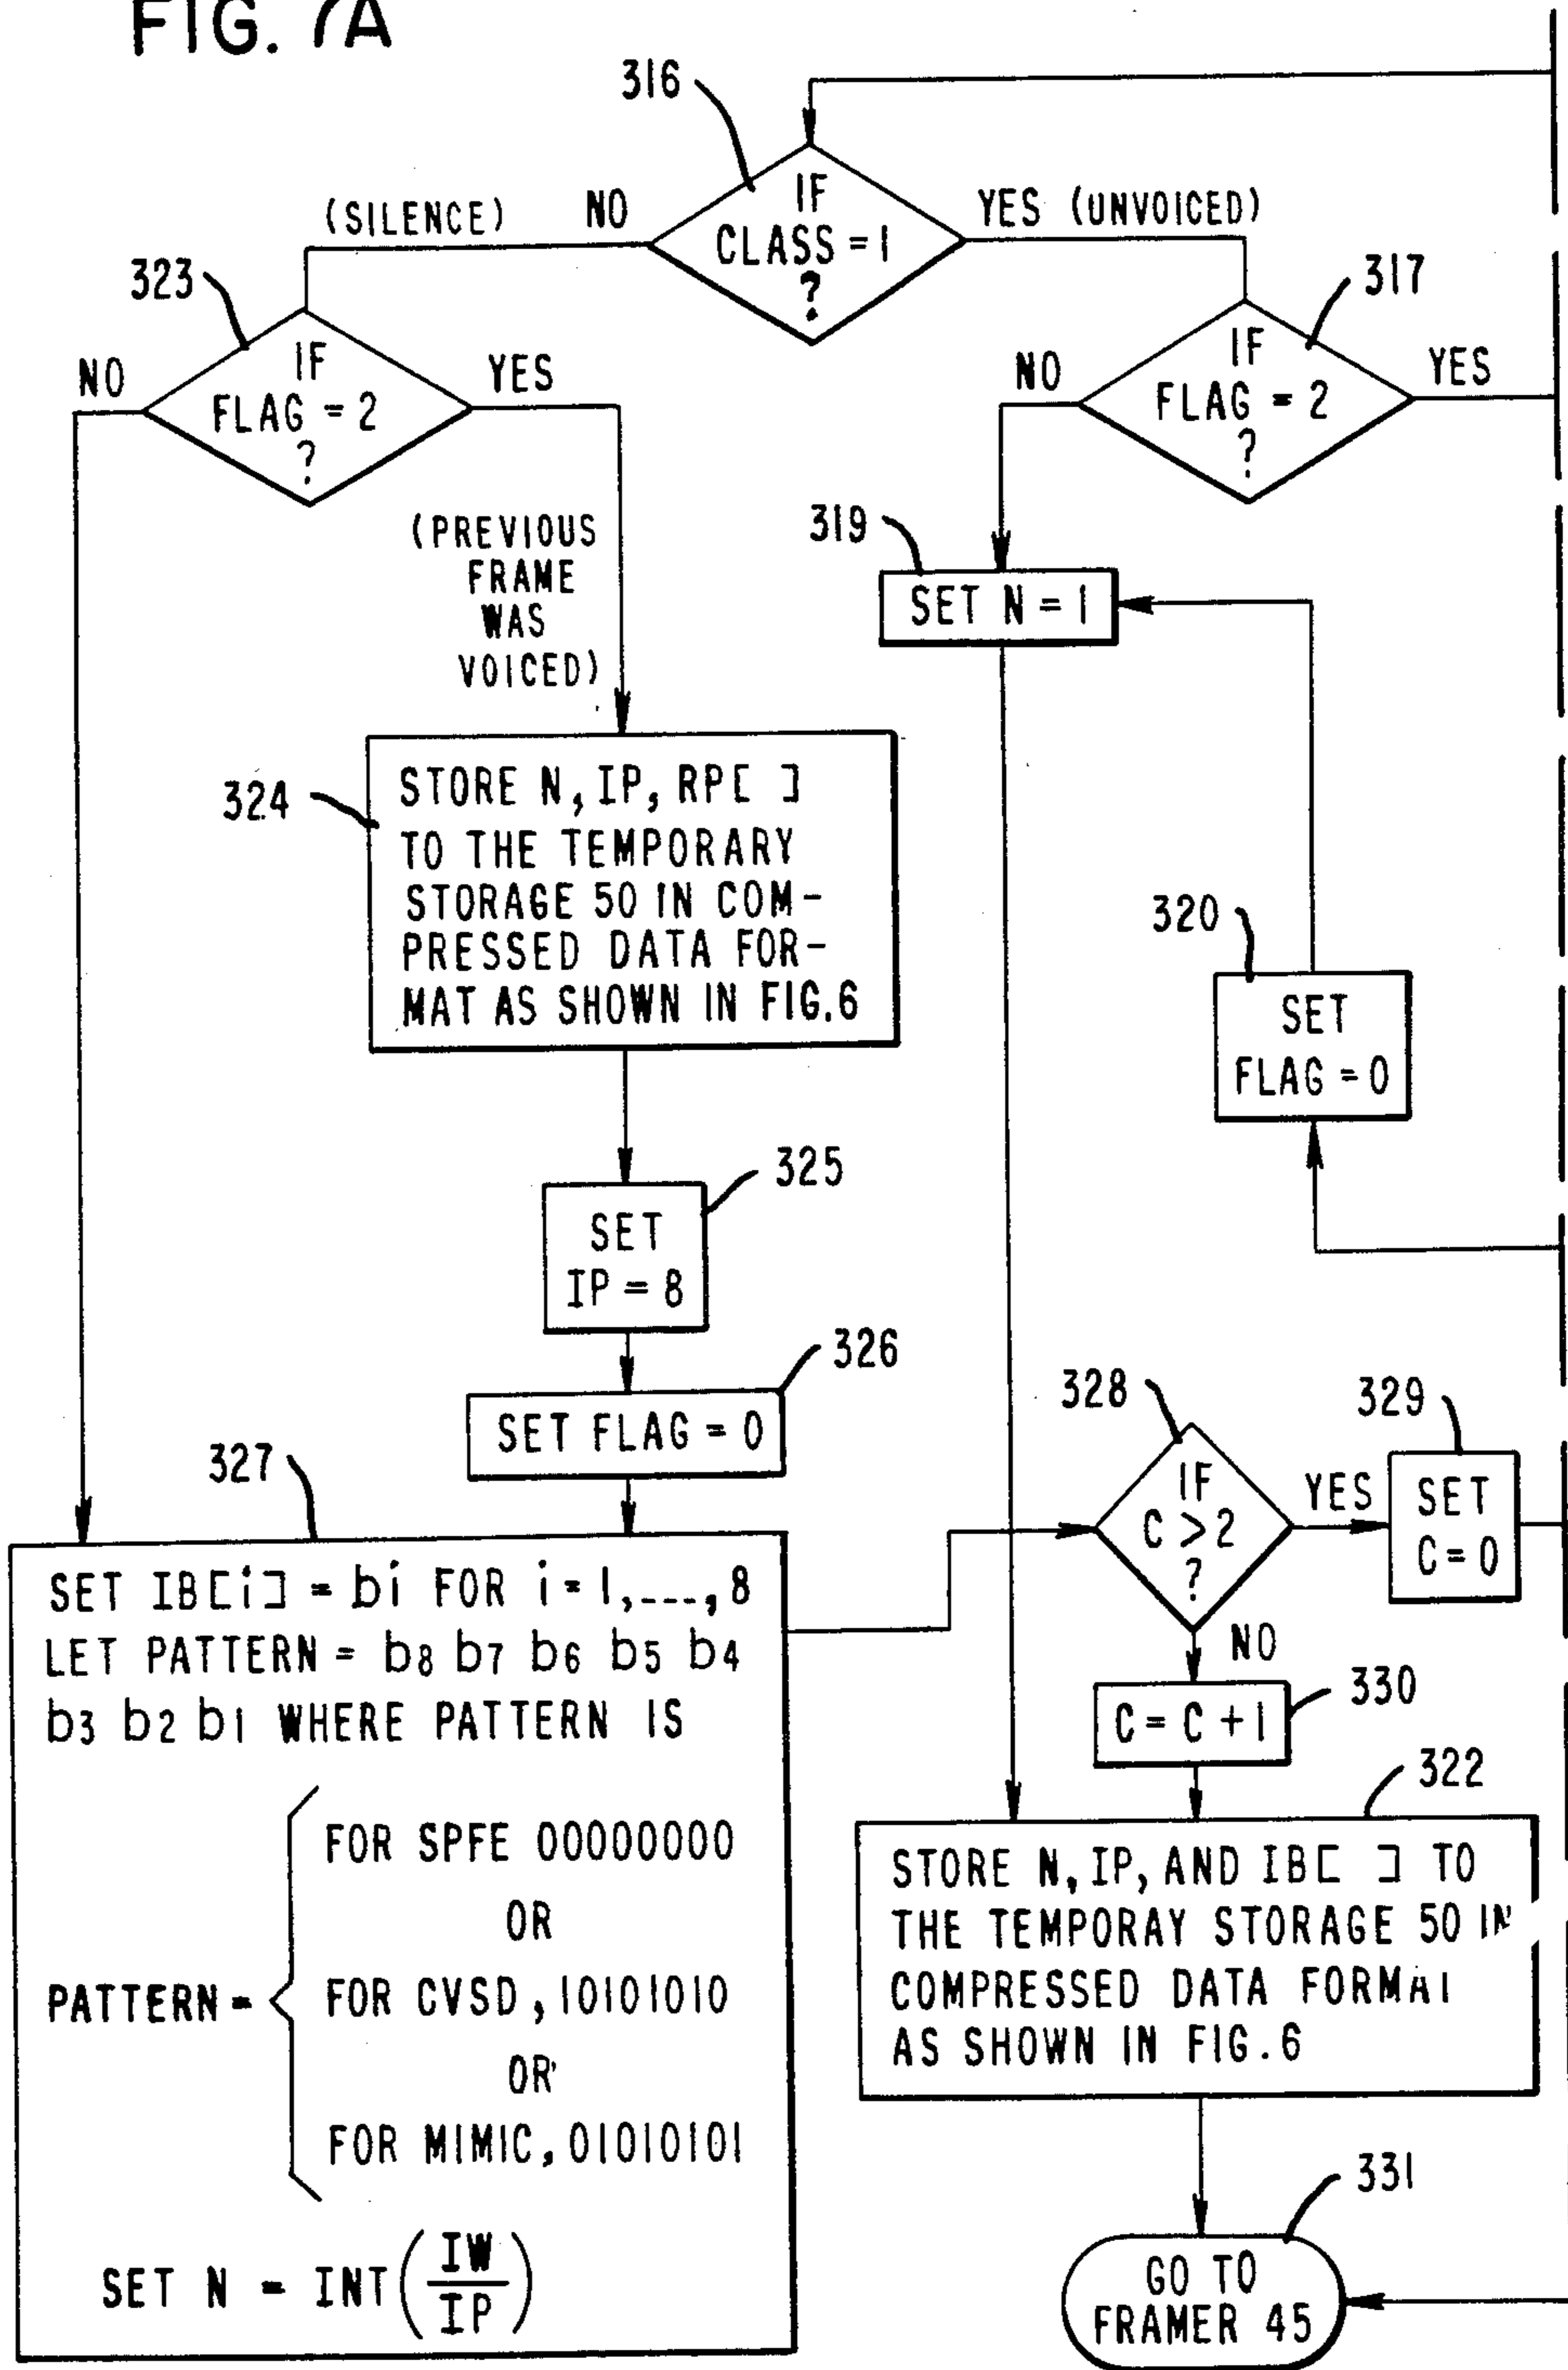 FIG. 7A
316
IF
CLASS = 1
?
(SILENCE) NO
YES (UNVOICED)
323
IF
FLAG = 2
?
NO
YES
317
IF
FLAG = 2
?
NO
YES
(PREVIOUS
FRAME
WAS
VOICED)
319
SET N = 1
324
STORE N, IP, RP[ ]
TO THE TEMPORARY
STORAGE 50 IN COM-
PRESSED DATA FOR-
MAT AS SHOWN IN FIG.6
320
SET
FLAG = 0
325
SET
IP = 8
326
SET FLAG = 0
327
SET IB[i] = bi FOR i = 1,---, 8
LET PATTERN = b8 b7 b6 b5 b4
b3 b2 b1 WHERE PATTERN IS
PATTERN =
FOR SPFE 00000000
OR
FOR CVSD, 10101010
OR
FOR MIMIC, 01010101
SET N = INT(IW/IP)
328
IF
C > 2
?
YES
NO
329
SET
C = 0
330
C = C + 1
322
STORE N, IP, AND IB[ ] TO
THE TEMPORAY STORAGE 50 IN
COMPRESSED DATA FORMAT
AS SHOWN IN FIG.6
331
GO TO
FRAMER 45